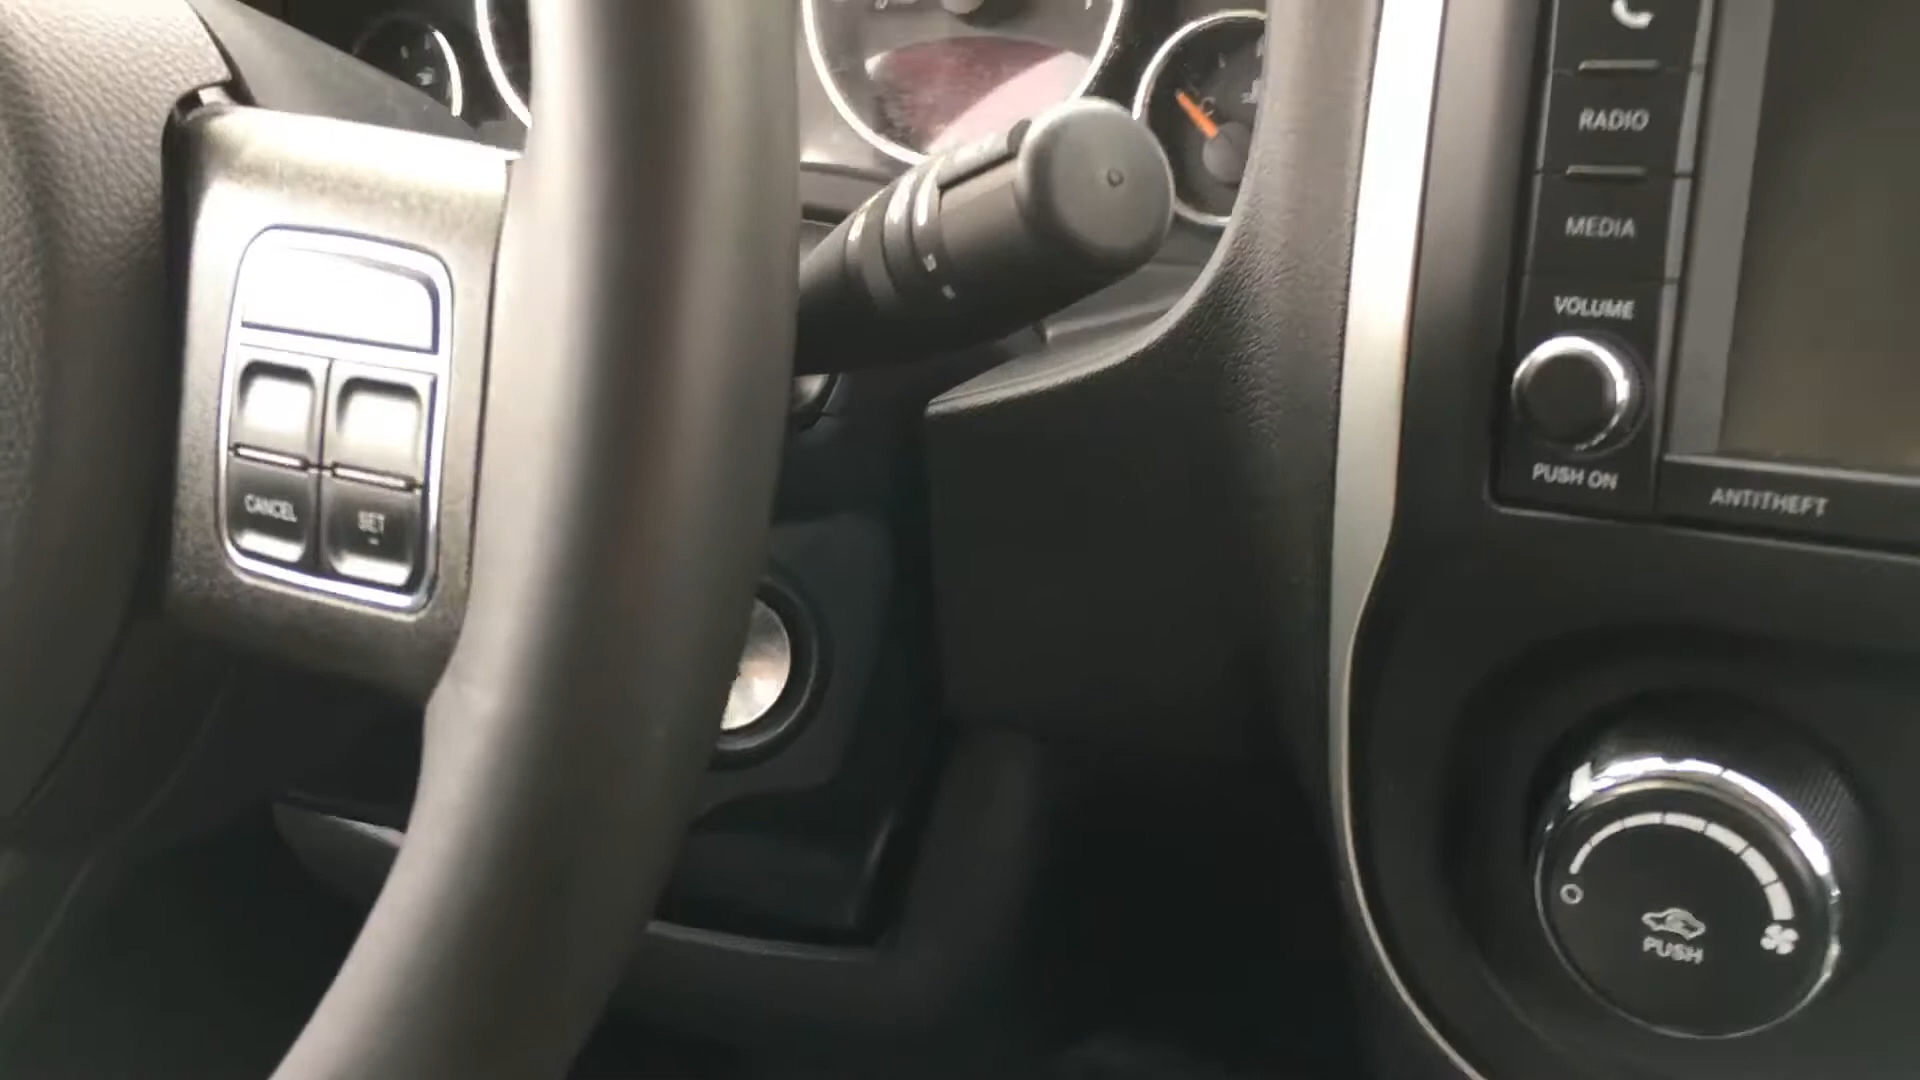 CANCEL
SET
-
C
RADIO
MEDIA
VOLUME
PUSH ON
ANTITHEFT
PUSH